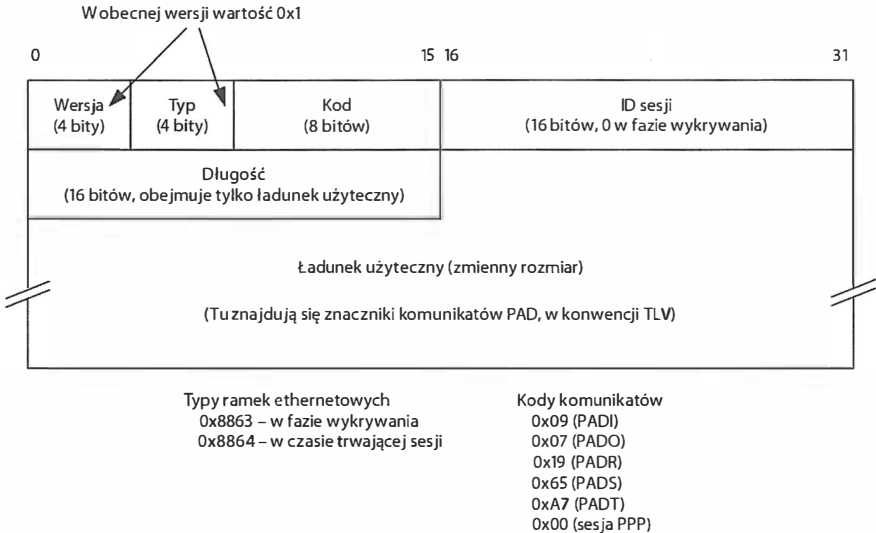 W obecnej wersji wartość 0x1
0 15 16 31
Wersja
(4 bity)
Typ
(4 bity)
Kod
(8 bitów)
ID sesji
(16 bitów, 0 w fazie wykrywania)
Długość
(16 bitów, obejmuje tylko ładunek użyteczny)
Ładunek użyteczny (zmienny rozmiar)
(Tu znajdują się znaczniki komunikatów PAD, w konwencji TLV)
Typy ramek ethernetowych
0x8863 – w fazie wykrywania
0x8864 – w czasie trwającej sesji
Kody komunikatów
0x09 (PADI)
0x07 (PADO)
0x19 (PADR)
0x65 (PADS)
0xA7 (PADT)
0x00 (sesja PPP)